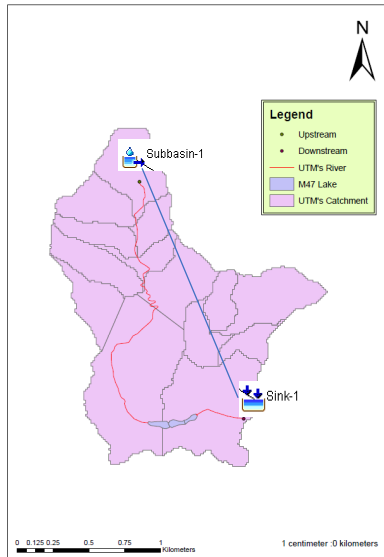 N
Subbasin-1
Legend
Upstream
Downstream
UTM's River
M47 Lake
UTM's Catchment
Sink-1
0 0.125 0.25 0.5 0.75 1
Kilometers
1 centimeter :0 kilometers